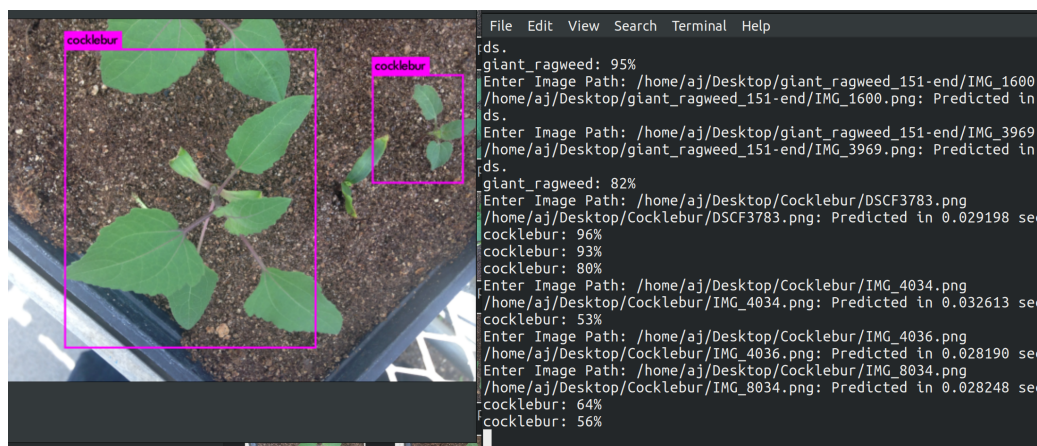 cocklebur
cocklebur
File Edit View Search Terminal Help
ds.
giant_ragweed: 95%
Enter Image Path: /home/aj/Desktop/giant_ragweed_151-end/IMG_1600
/home/aj/Desktop/giant_ragweed_151-end/IMG_1600.png: Predicted in
ds.
Enter Image Path: /home/aj/Desktop/giant_ragweed_151-end/IMG_3969
/home/aj/Desktop/giant_ragweed_151-end/IMG_3969.png: Predicted in
ds.
giant_ragweed: 82%
Enter Image Path: /home/aj/Desktop/Cocklebur/DSCF3783.png
/home/aj/Desktop/Cocklebur/DSCF3783.png: Predicted in 0.029198 sec
cocklebur: 96%
cocklebur: 93%
cocklebur: 80%
Enter Image Path: /home/aj/Desktop/Cocklebur/IMG_4034.png
/home/aj/Desktop/Cocklebur/IMG_4034.png: Predicted in 0.032613 sec
cocklebur: 53%
Enter Image Path: /home/aj/Desktop/Cocklebur/IMG_4036.png
/home/aj/Desktop/Cocklebur/IMG_4036.png: Predicted in 0.028190 sec
Enter Image Path: /home/aj/Desktop/Cocklebur/IMG_8034.png
/home/aj/Desktop/Cocklebur/IMG_8034.png: Predicted in 0.028248 sec
cocklebur: 64%
cocklebur: 56%